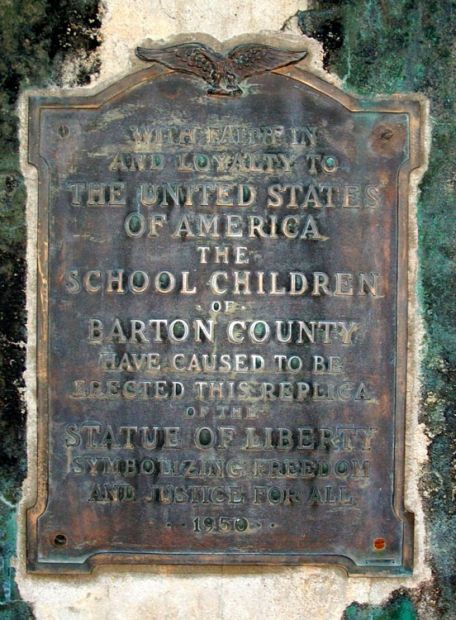 WITH FAITH IN
AND LOYALTY TO
THE UNITED STATES
OF AMERICA
THE
SCHOOL CHILDREN
· OF ·
BARTON COUNTY
HAVE CAUSED TO BE
ERECTED THIS REPLICA
OF THE
STATUE OF LIBERTY
SYMBOLIZING FREEDOM
AND JUSTICE FOR ALL
· · 1950 · ·